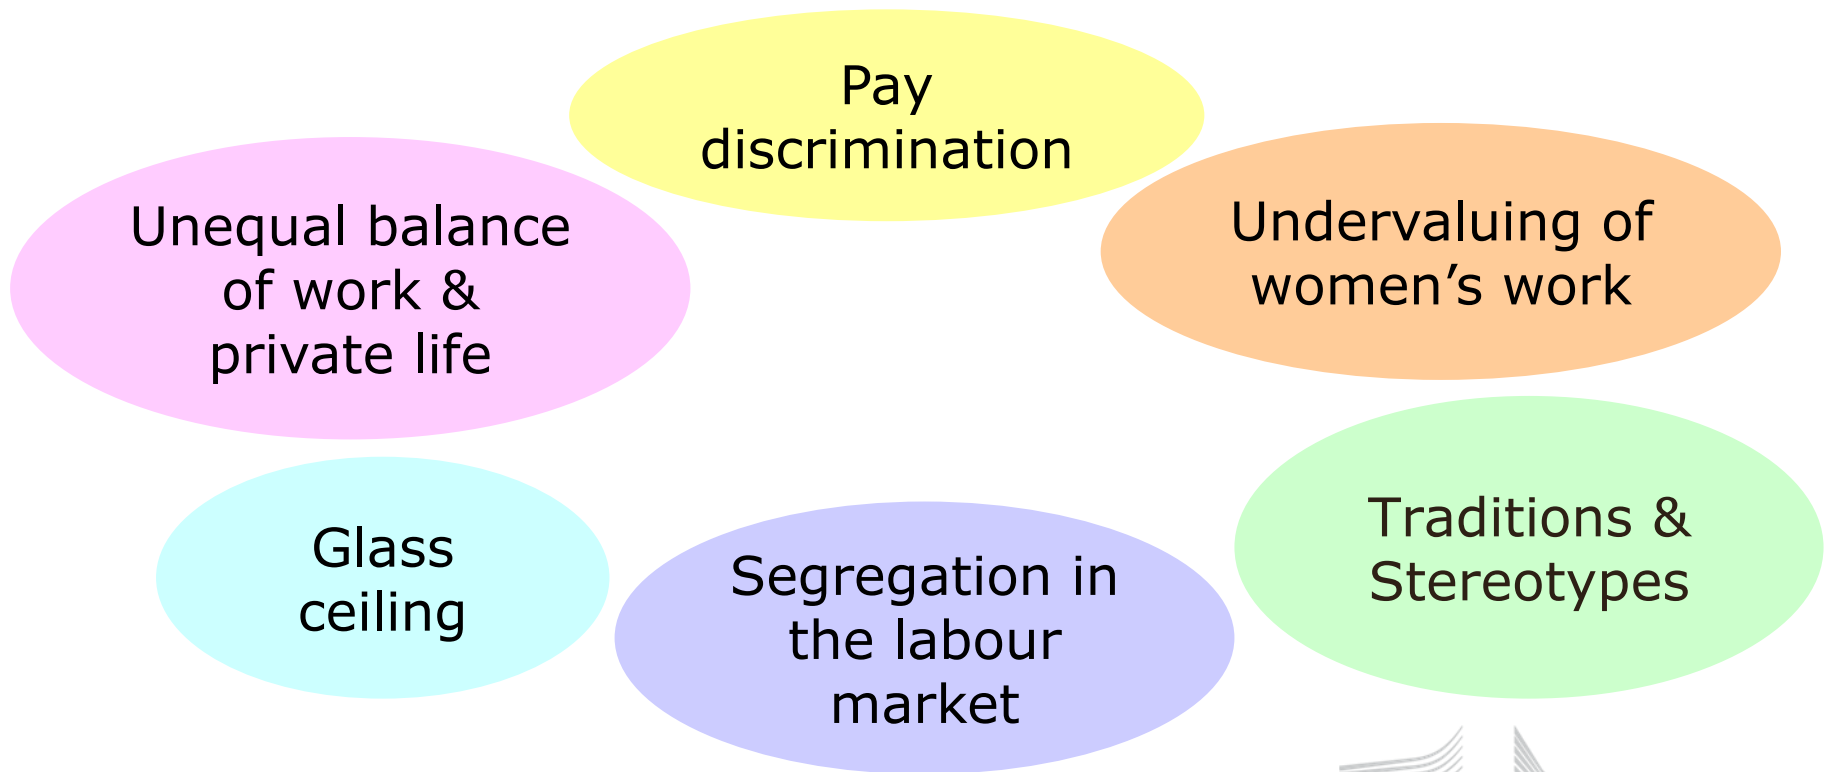 Pay
discrimination
Unequal balance
of work &
private life
Undervaluing of
women’s work
Glass
ceiling
Segregation in
the labour
market
Traditions &
Stereotypes